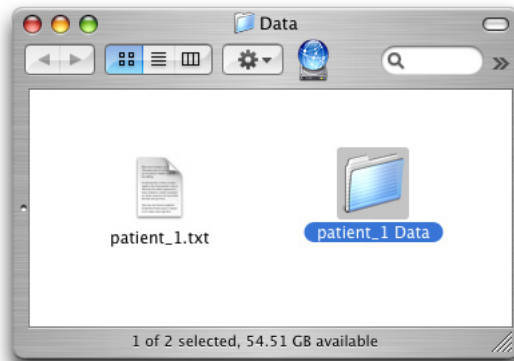 Data
patient_1.txt
patient_1 Data
1 of 2 selected, 54.51 GB available